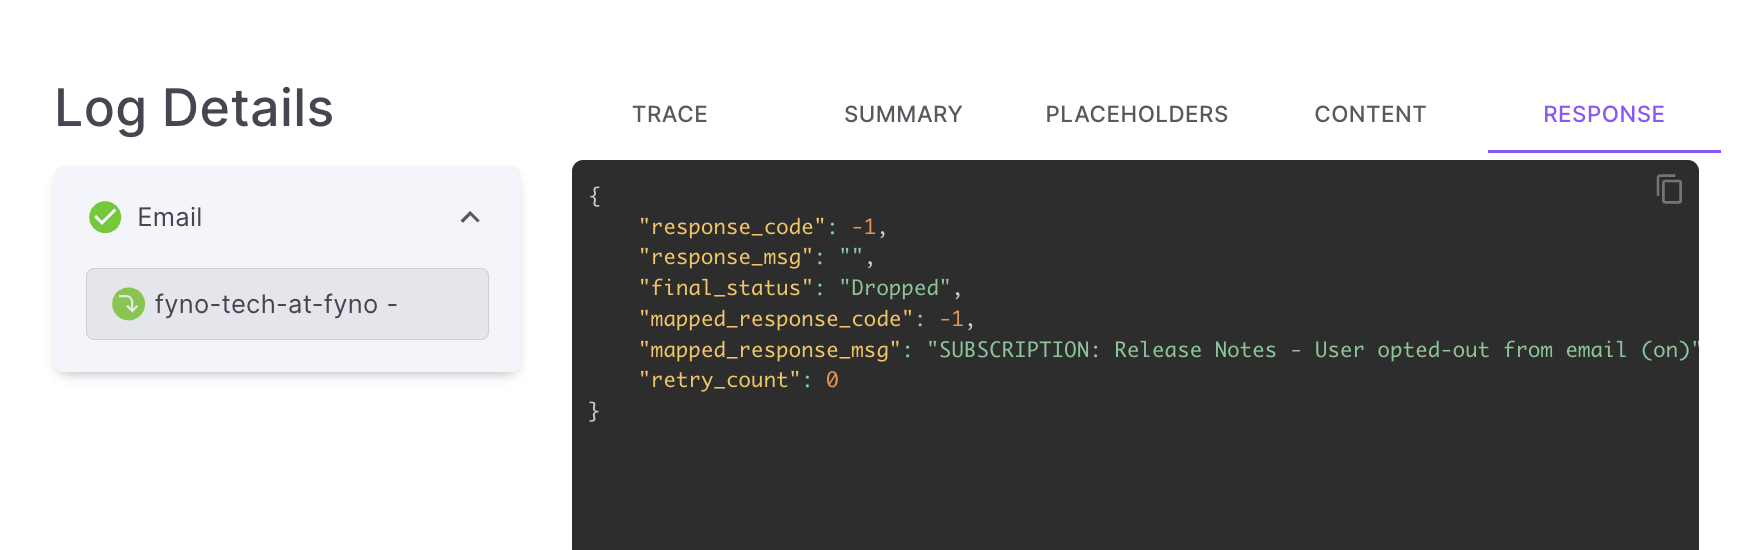 Log Details
TRACE
SUMMARY
PLACEHOLDERS
CONTENT
RESPONSE
Email
fyno-tech-at-fyno -
{
    "response_code": -1,
    "response_msg": "",
    "final_status": "Dropped",
    "mapped_response_code": -1,
    "mapped_response_msg": "SUBSCRIPTION: Release Notes - User opted-out from email (on)"
    "retry_count": 0
}